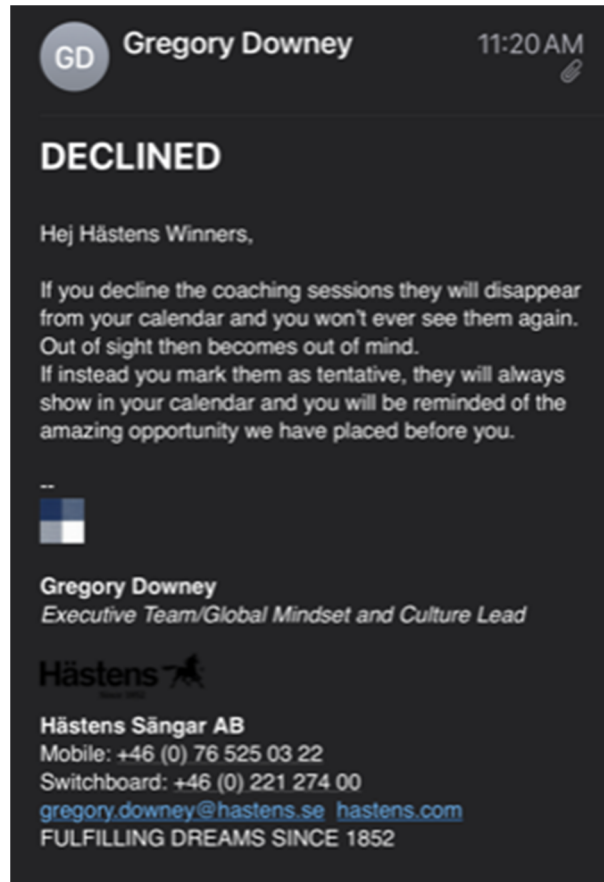 GD
Gregory Downey
11:20 AM
DECLINED
Hej Hästens Winners,
If you decline the coaching sessions they will disappear
from your calendar and you won't ever see them again.
Out of sight then becomes out of mind.
If instead you mark them as tentative, they will always
show in your calendar and you will be reminded of the
amazing opportunity we have placed before you.
--
Gregory Downey
Executive Team/Global Mindset and Culture Lead
Hästens
Since 1852
Hästens Sängar AB
Mobile: +46 (0) 76 525 03 22
Switchboard: +46 (0) 221 274 00
gregory.downey@hastens.se hastens.com
FULFILLING DREAMS SINCE 1852